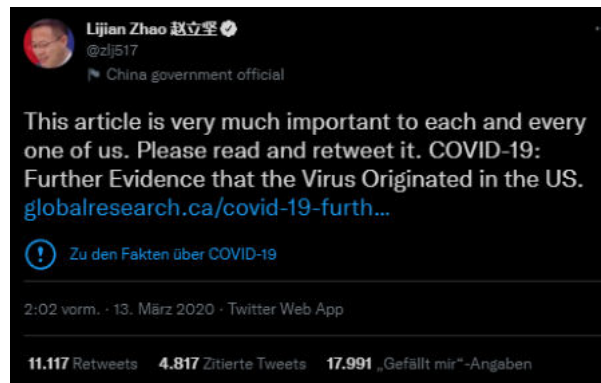 Lijian Zhao 赵立坚
@zlj517
China government official
This article is very much important to each and every
one of us. Please read and retweet it. COVID-19:
Further Evidence that the Virus Originated in the US.
globalresearch.ca/covid-19-furth...
Zu den Fakten über COVID-19
2:02 vorm. · 13. März 2020 · Twitter Web App
11.117 Retweets 4.817 Zitierte Tweets 17.991 „Gefällt mir“-Angaben